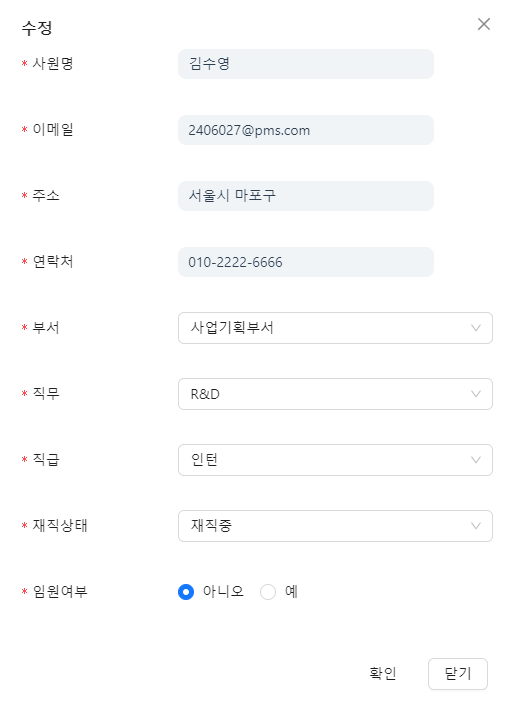 수정
* 사원명 김수영
* 이메일 2406027@pms.com
* 주소 서울시 마포구
* 연락처 010-2222-6666
* 부서 사업기획부서
* 직무 R&D
* 직급 인턴
* 재직상태 재직중
* 임원여부 아니오 예
확인 닫기